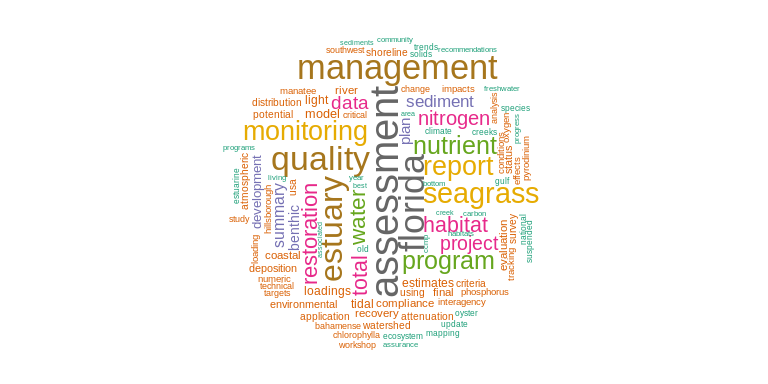 sediments community
southwest shoreline trends
solids recommendations
management
manatee river change impacts freshwater
distribution light data assessment sediment species
potential model critical area plan nitrogen analysis
monitoring climate creeks oxygen progress
programs quality florida nutrient conditions status
estuarine atmospheric development living year report effects pyrodinium
usa best bottom gulf
hillsborough summary benthic restoration estuary water seagrass
study creek carbon
associated habitat national suspended
loading old comp habitats project evaluation survey
coastal total program tracking
deposition
numeric estimates criteria
technical
targets loadings using final phosphorus
environmental tidal compliance interagency
application recovery attenuation oyster
bahamense watershed update
chlorophylla ecosystem mapping
workshop assurance